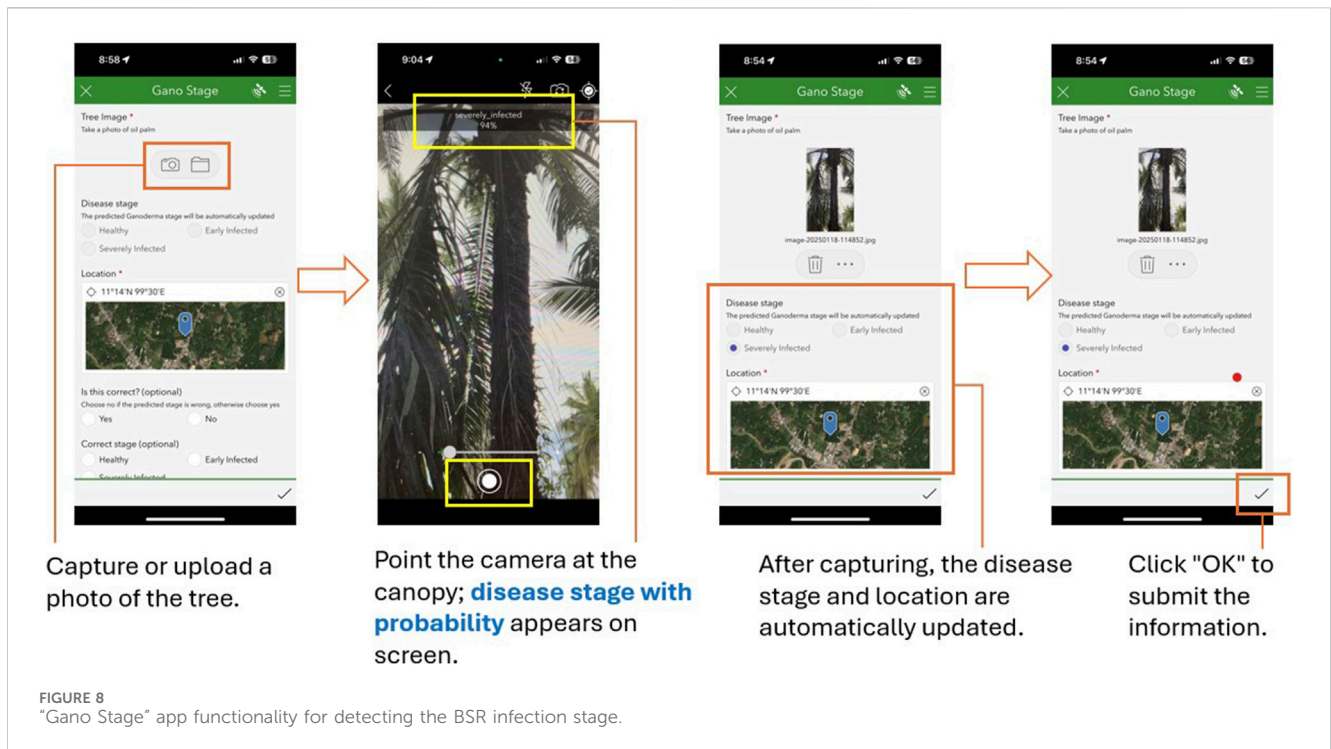 8:58
64
Gano Stage
Tree Image *
Take a photo of oil palm
Disease stage
The predicted Ganoderma stage will be automatically updated
Healthy
Early Infected
Severely Infected
Location *
11°14'N 99°30'E
Is this correct? (optional)
Choose no if the predicted stage is wrong, otherwise choose yes
Yes
No
Correct stage (optional)
Healthy
Early Infected
Severely Infected
Capture or upload a
photo of the tree.
9:04
severely_infected
94%
Point the camera at the
canopy; disease stage with
probability appears on
screen.
8:54
Gano Stage
Tree Image *
Take a photo of oil palm
image-20250118-114852.jpg
Disease stage
The predicted Ganoderma stage will be automatically updated
Healthy
Early Infected
Severely Infected
Location *
11°14'N 99°30'E
After capturing, the disease
stage and location are
automatically updated.
8:54
Gano Stage
Tree Image *
Take a photo of oil palm
image-20250118-114852.jpg
Disease stage
The predicted Ganoderma stage will be automatically updated
Healthy
Early Infected
Severely Infected
Location *
11°14'N 99°30'E
Click "OK" to
submit the
information.
FIGURE 8
"Gano Stage" app functionality for detecting the BSR infection stage.